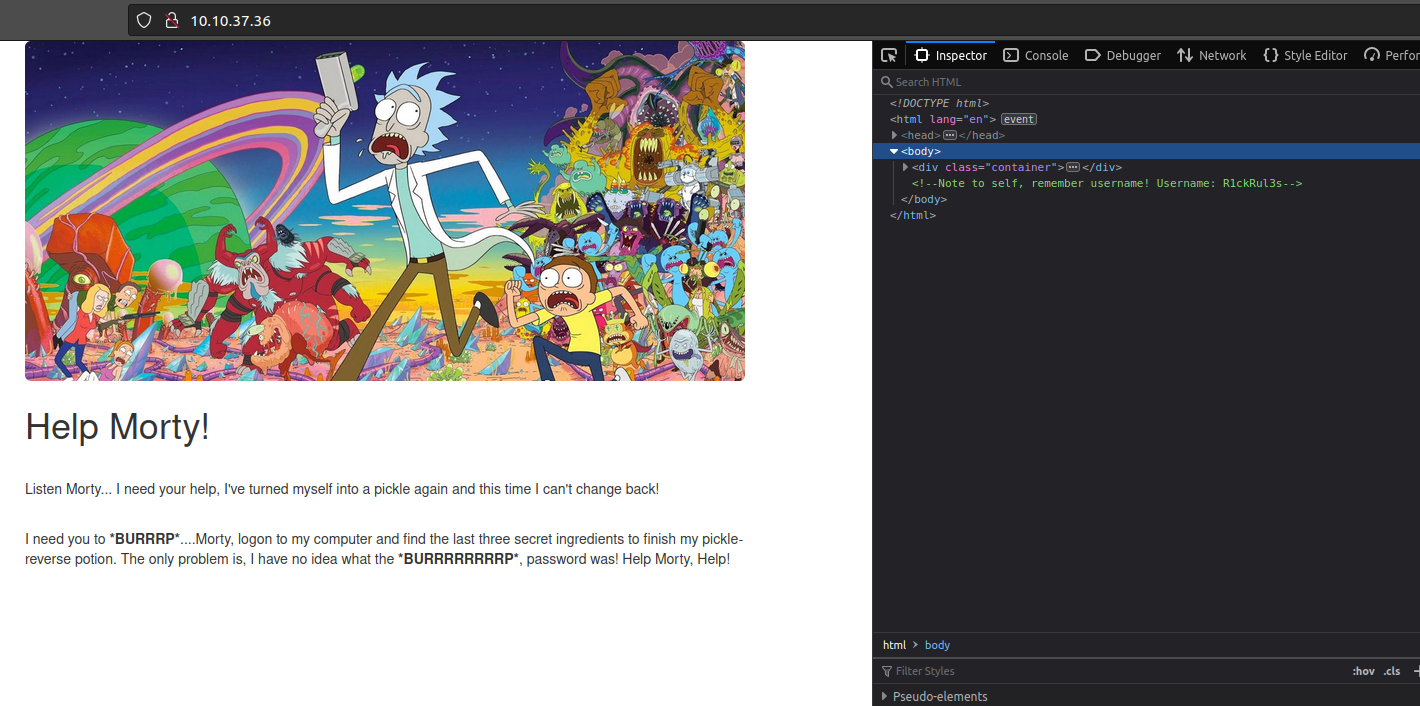 10.10.37.36
Inspector Console Debugger Network Style Editor Perfor
Search HTML
<!DOCTYPE html>
<html lang="en"> event
<head> ••• </head>
<body>
<div class="container"> ••• </div>
<!--Note to self, remember username! Username: R1ckRul3s-->
</body>
</html>
Help Morty!
Listen Morty... I need your help, I've turned myself into a pickle again and this time I can't change back!
I need you to *BURRRP*....Morty, logon to my computer and find the last three secret ingredients to finish my pickle-
reverse potion. The only problem is, I have no idea what the *BURRRRRRRRP*, password was! Help Morty, Help!
html > body
Filter Styles :hov .cls +
Pseudo-elements